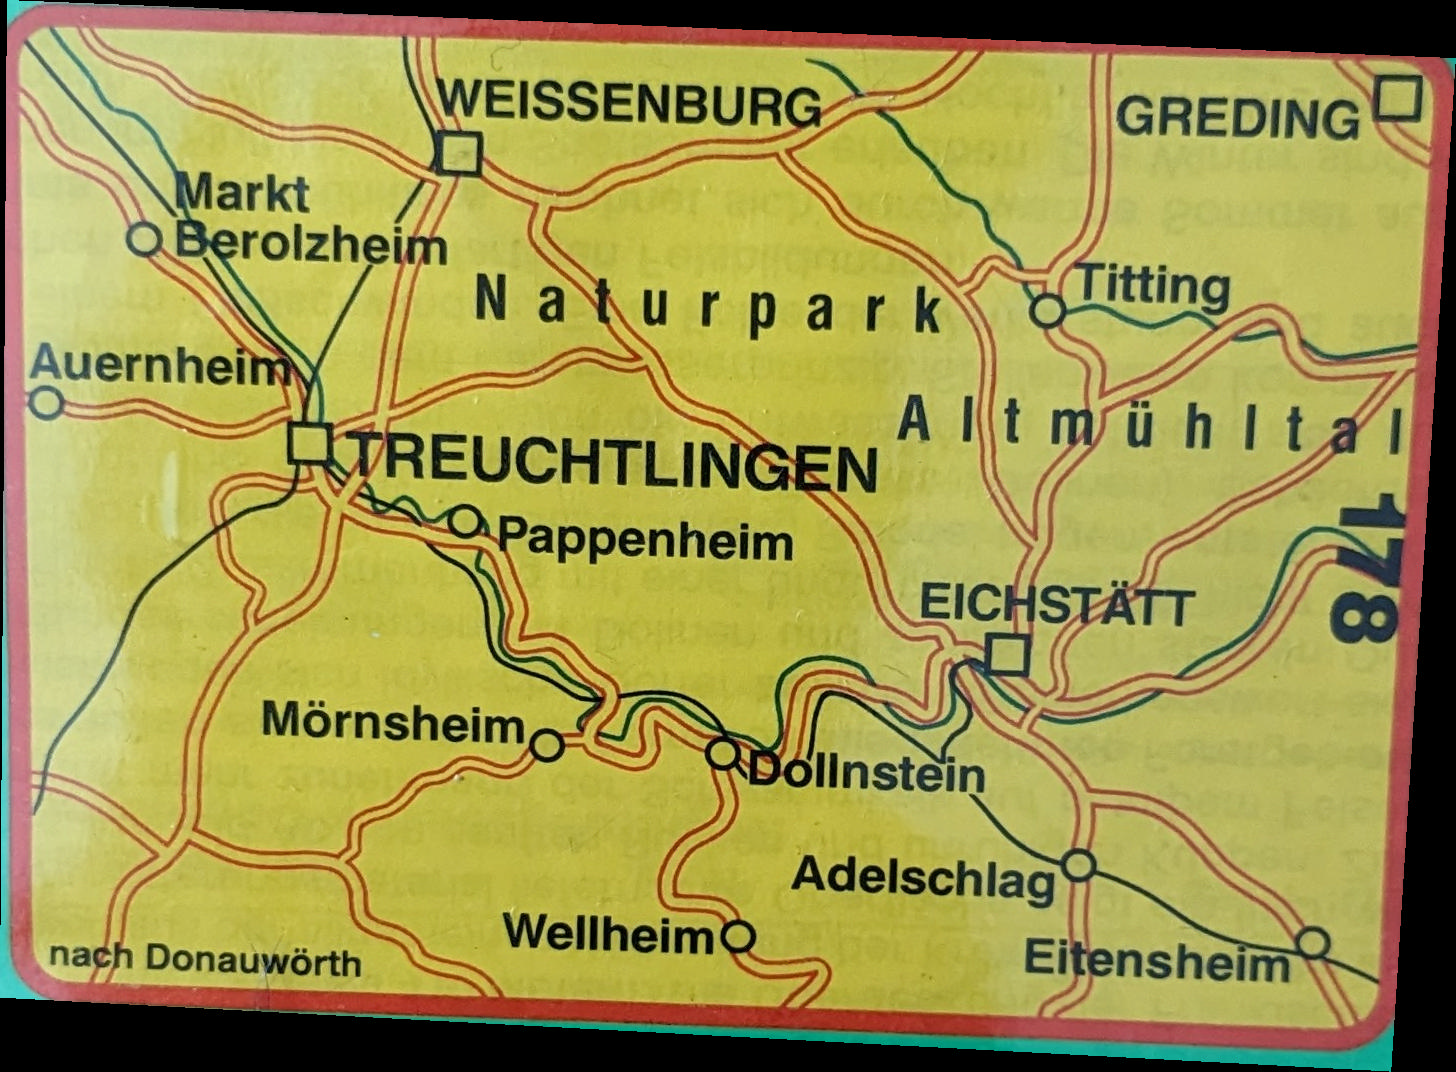 WEISSENBURG
GREDING
Markt
Berolzheim
Naturpark
Titting
Auernheim
Altmühltal
TREUCHTLINGEN
178
Pappenheim
EICHSTÄTT
Mörnsheim
Dollnstein
Adelschlag
Wellheim
Eitensheim
nach Donauwörth